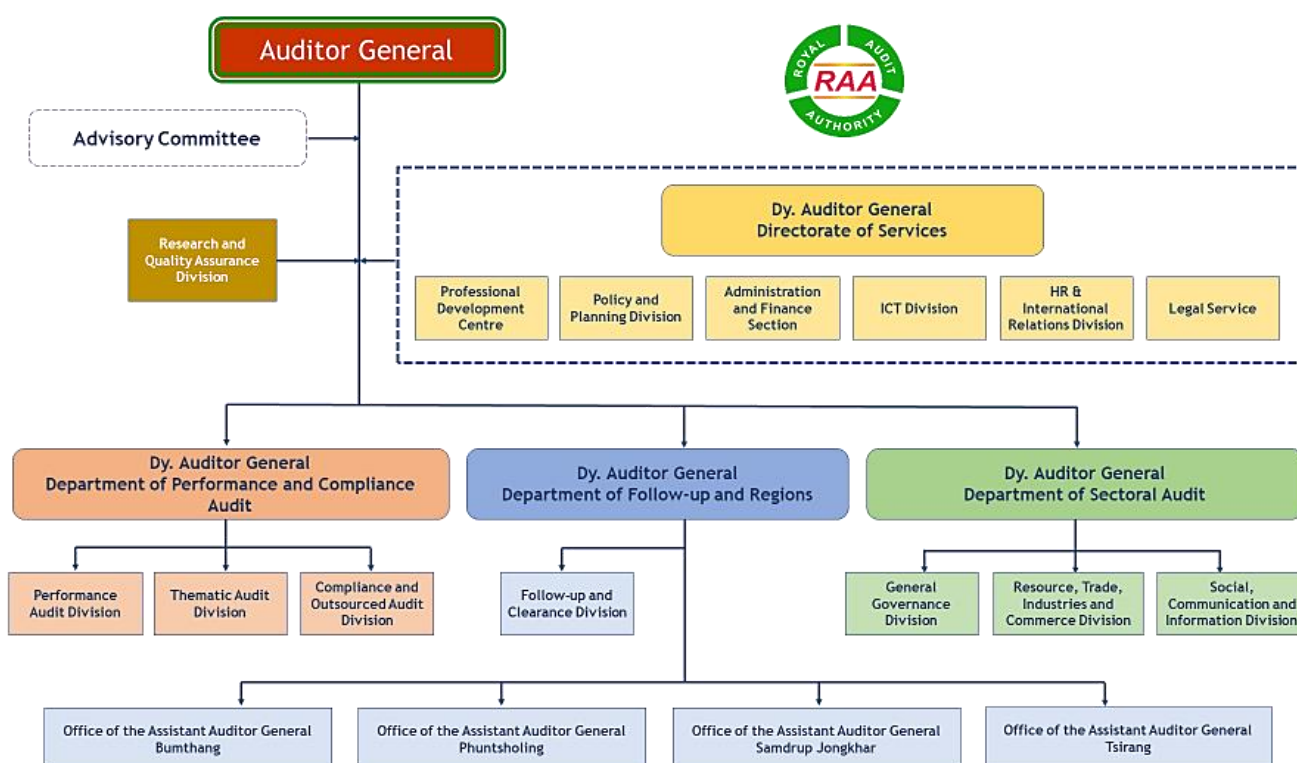 Auditor General
ROYAL AUDIT AUTHORITY
RAA
Advisory Committee
Dy. Auditor General
Directorate of Services
Research and
Quality Assurance
Division
Professional
Development
Centre
Policy and
Planning Division
Administration
and Finance
Section
ICT Division
HR &
International
Relations Division
Legal Service
Dy. Auditor General
Department of Performance and Compliance
Audit
Dy. Auditor General
Department of Follow-up and Regions
Dy. Auditor General
Department of Sectoral Audit
Performance
Audit Division
Thematic Audit
Division
Compliance and
Outsourced Audit
Division
Follow-up and
Clearance Division
General
Governance
Division
Resource, Trade,
Industries and
Commerce Division
Social,
Communication and
Information Division
Office of the Assistant Auditor General
Bumthang
Office of the Assistant Auditor General
Phuntsholing
Office of the Assistant Auditor General
Samdrup Jongkhar
Office of the Assistant Auditor General
Tsirang